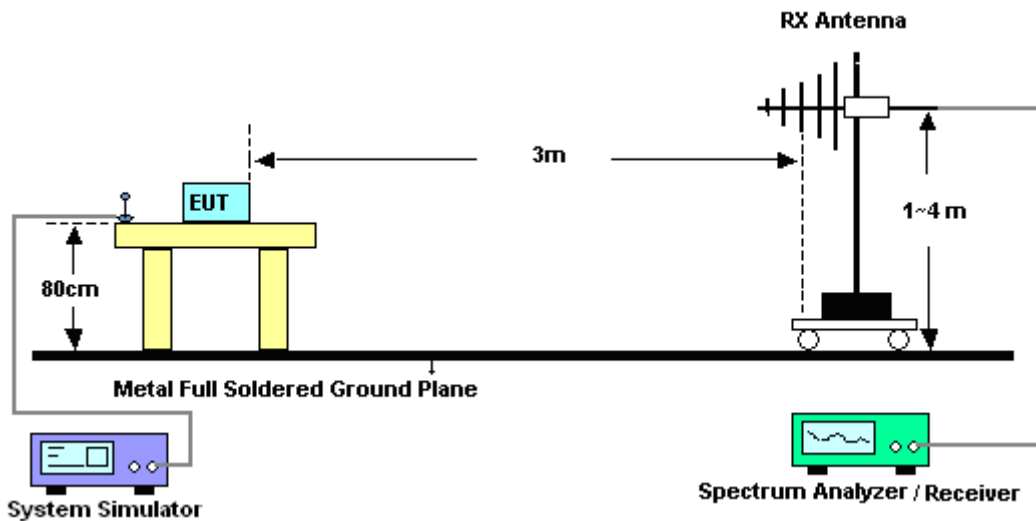 RX Antenna
3m
EUT
1~4 m
80cm
Metal Full Soldered Ground Plane
System Simulator
Spectrum Analyzer / Receiver